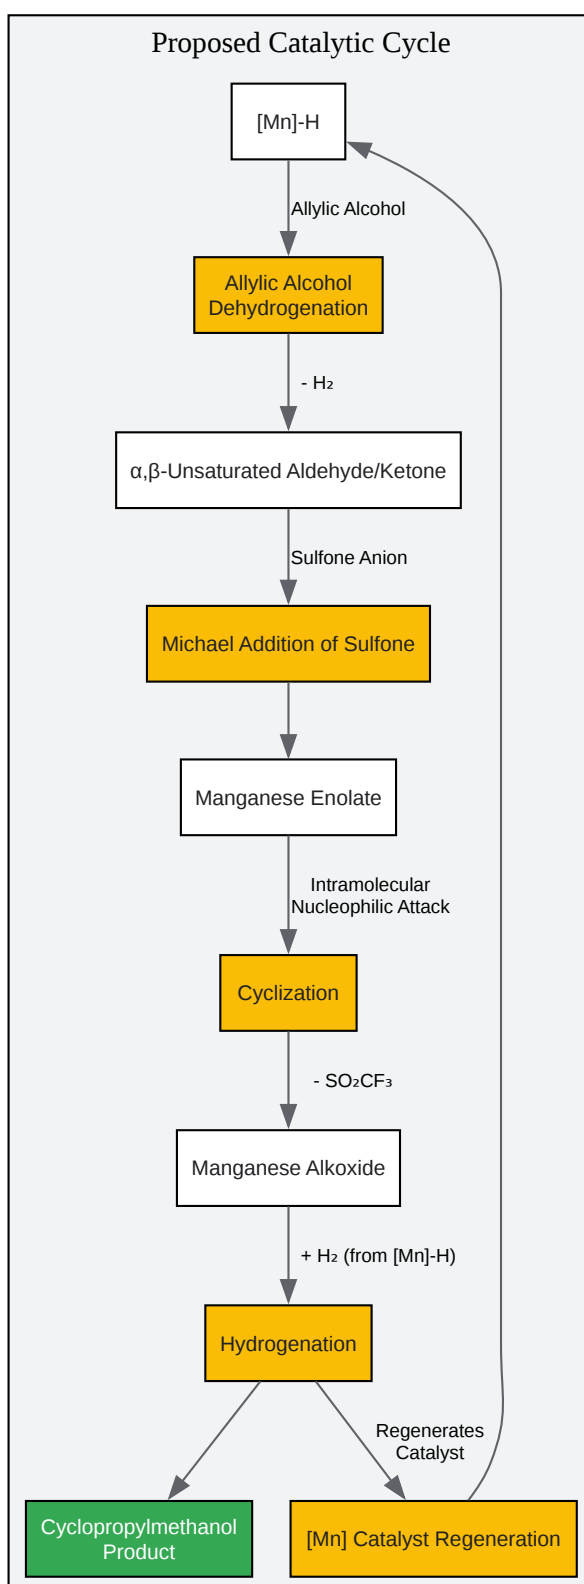 Proposed Catalytic Cycle
[Mn]-H
Allylic Alcohol
Allylic Alcohol
Dehydrogenation
- H₂
α,β-Unsaturated Aldehyde/Ketone
Sulfone Anion
Michael Addition of Sulfone
Manganese Enolate
Intramolecular
Nucleophilic Attack
Cyclization
- SO₂CF₃
Manganese Alkoxide
+ H₂ (from [Mn]-H)
Hydrogenation
Regenerates
Catalyst
Cyclopropylmethanol
Product
[Mn] Catalyst Regeneration